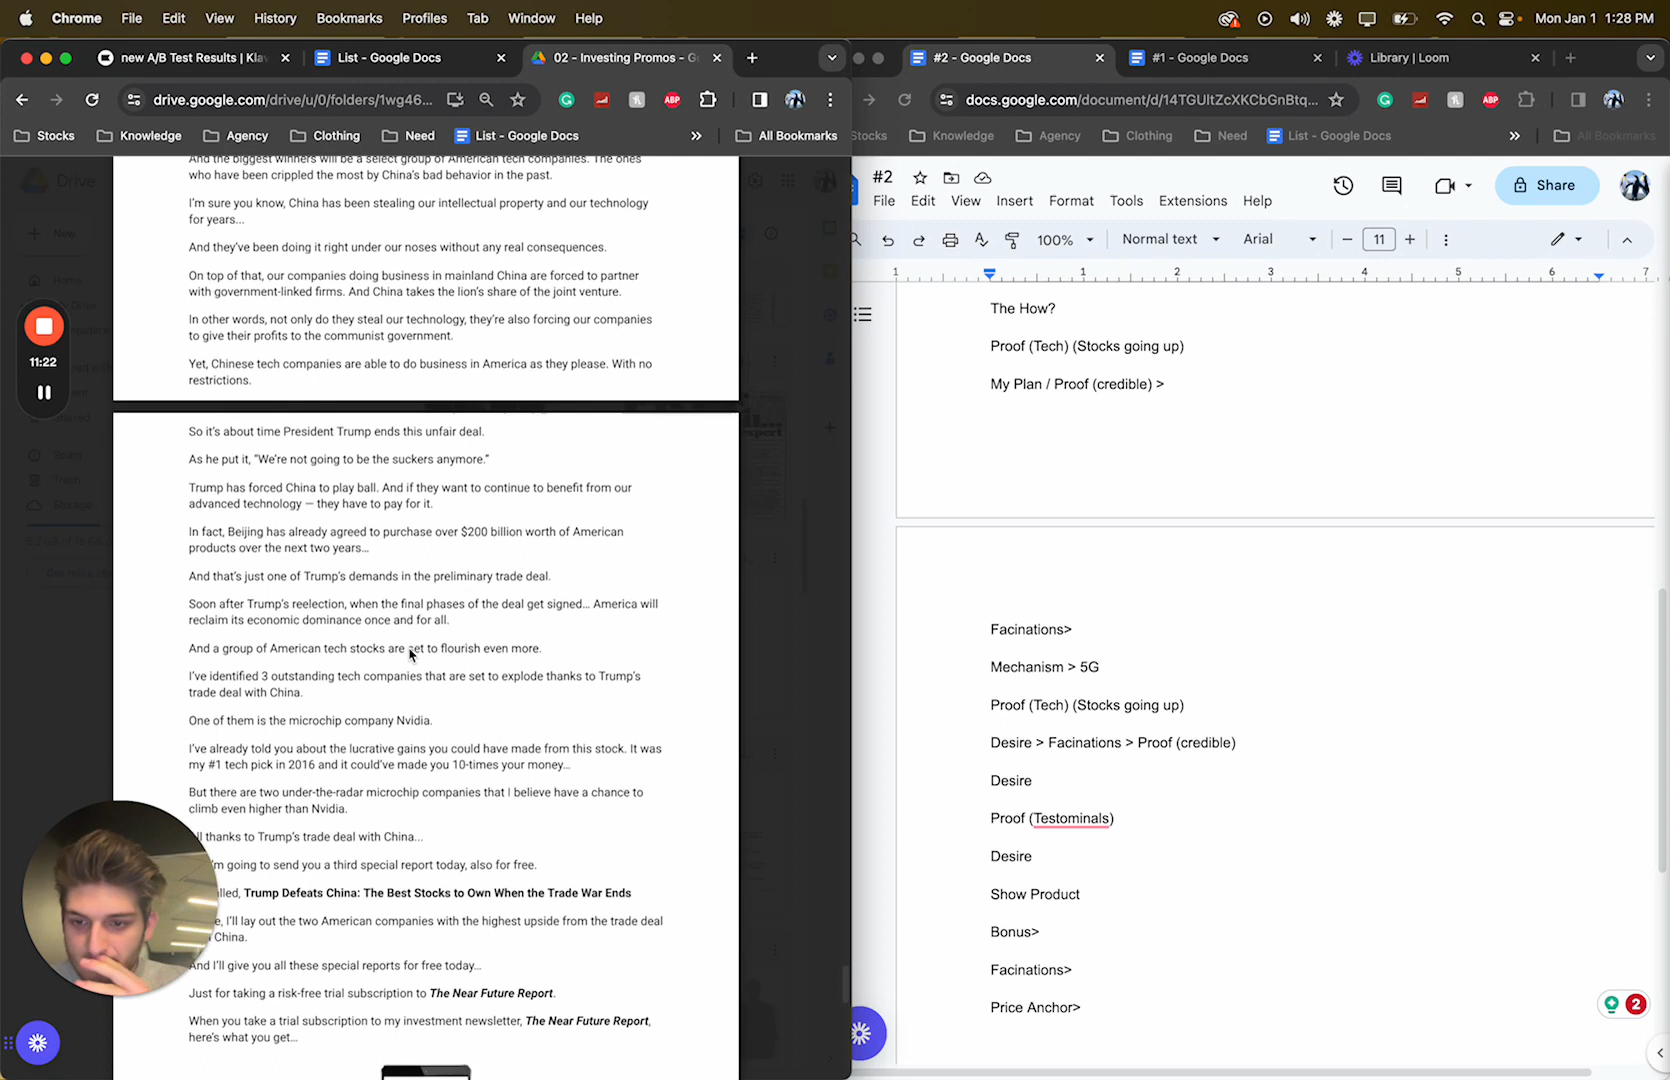 Chrome File Edit View History Bookmarks Profiles Tab Window Help Mon Jan 1 1:28 PM
new A/B Test Results | Kla List - Google Docs 02 - Investing Promos - G
drive.google.com/drive/u/0/folders/1wg46...
Stocks Knowledge Agency Clothing Need List - Google Docs All Bookmarks
Drive
New
Home
Spam
Trash
Storage
And the biggest winners will be a select group of American tech companies. The ones
who have been crippled the most by China's bad behavior in the past.
I'm sure you know, China has been stealing our intellectual property and our technology
for years...
And they've been doing it right under our noses without any real consequences.
On top of that, our companies doing business in mainland China are forced to partner
with government-linked firms. And China takes the lion's share of the joint venture.
In other words, not only do they steal our technology, they're also forcing our companies
to give their profits to the communist government.
Yet, Chinese tech companies are able to do business in America as they please. With no
restrictions.
So it's about time President Trump ends this unfair deal.
As he put it, "We're not going to be the suckers anymore."
Trump has forced China to play ball. And if they want to continue to benefit from our
advanced technology — they have to pay for it.
In fact, Beijing has already agreed to purchase over $200 billion worth of American
products over the next two years...
And that's just one of Trump's demands in the preliminary trade deal.
Soon after Trump's reelection, when the final phases of the deal get signed... America will
reclaim its economic dominance once and for all.
And a group of American tech stocks are set to flourish even more.
I've identified 3 outstanding tech companies that are set to explode thanks to Trump's
trade deal with China.
One of them is the microchip company Nvidia.
I've already told you about the lucrative gains you could have made from this stock. It was
my #1 tech pick in 2016 and it could've made you 10-times your money...
But there are two under-the-radar microchip companies that I believe have a chance to
climb even higher than Nvidia.
ll thanks to Trump's trade deal with China...
m going to send you a third special report today, also for free.
lled, Trump Defeats China: The Best Stocks to Own When the Trade War Ends
e, I'll lay out the two American companies with the highest upside from the trade deal
China.
And I'll give you all these special reports for free today...
Just for taking a risk-free trial subscription to The Near Future Report.
When you take a trial subscription to my investment newsletter, The Near Future Report,
here's what you get...
11:22
#2 - Google Docs #1 - Google Docs Library | Loom
docs.google.com/document/d/14TGUltZcXKCbGnBtq...
Stocks Knowledge Agency Clothing Need List - Google Docs All Bookmarks
#2
File Edit View Insert Format Tools Extensions Help
Share
100% Normal text Arial 11
1 1 2 3 4 5 6 7
The How?
Proof (Tech) (Stocks going up)
My Plan / Proof (credible) >
Facinations>
Mechanism > 5G
Proof (Tech) (Stocks going up)
Desire > Facinations > Proof (credible)
Desire
Proof (Testominals)
Desire
Show Product
Bonus>
Facinations>
Price Anchor>
2